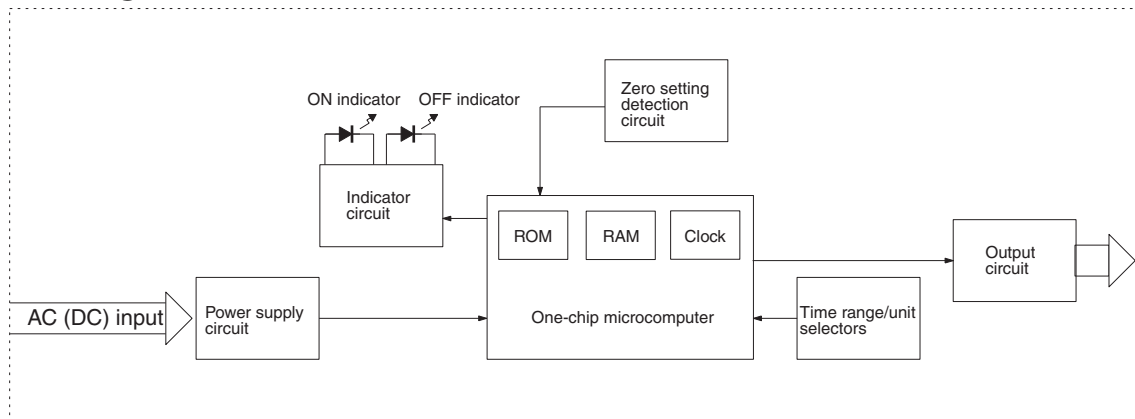 Zero setting
detection
circuit
ON indicator
OFF indicator
Indicator
circuit
ROM
RAM
Clock
Output
circuit
AC (DC) input
Power supply
circuit
One-chip microcomputer
Time range/unit
selectors